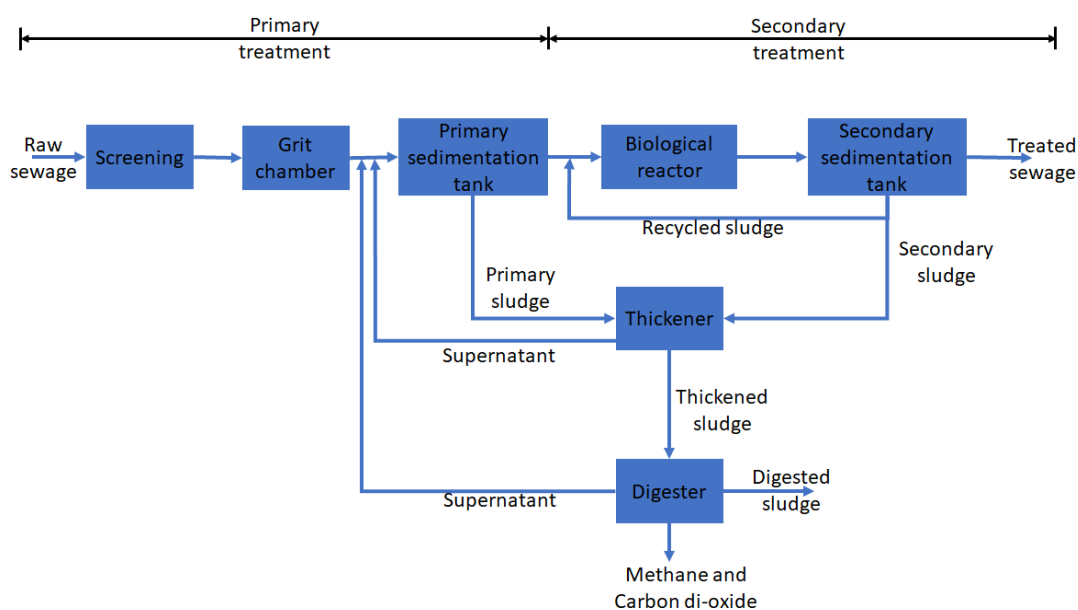 Primary
treatment
Secondary
treatment
Raw
sewage
Screening
Grit
chamber
Primary
sedimentation
tank
Biological
reactor
Secondary
sedimentation
tank
Treated
sewage
Recycled sludge
Secondary
sludge
Primary
sludge
Thickener
Supernatant
Thickened
sludge
Digester
Digested
sludge
Supernatant
Methane and
Carbon di-oxide